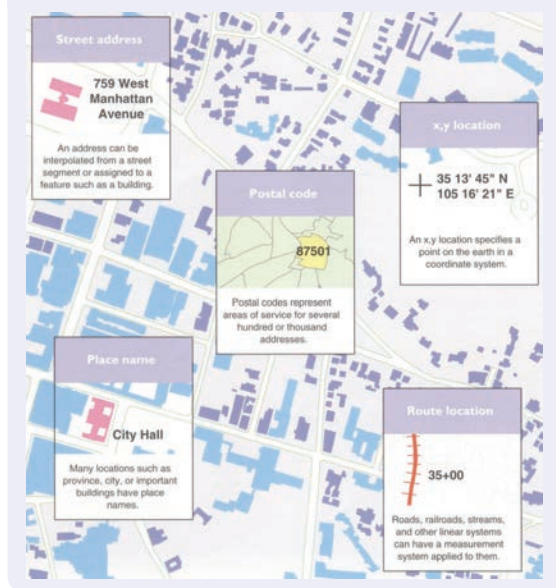 Street address
759 West
Manhattan
Avenue
An address can be
interpolated from a street
segment or assigned to a
feature such as a building.
x,y location
35 13' 45" N
105 16' 21" E
An x,y location specifies a
point on the earth in a
coordinate system.
Postal code
87501
Postal codes represent
areas of service for several
hundred or thousand
addresses.
Place name
City Hall
Many locations such as
province, city, or important
buildings have place
names.
Route location
35+00
Roads, railroads, streams,
and other linear systems
can have a measurement
system applied to them.